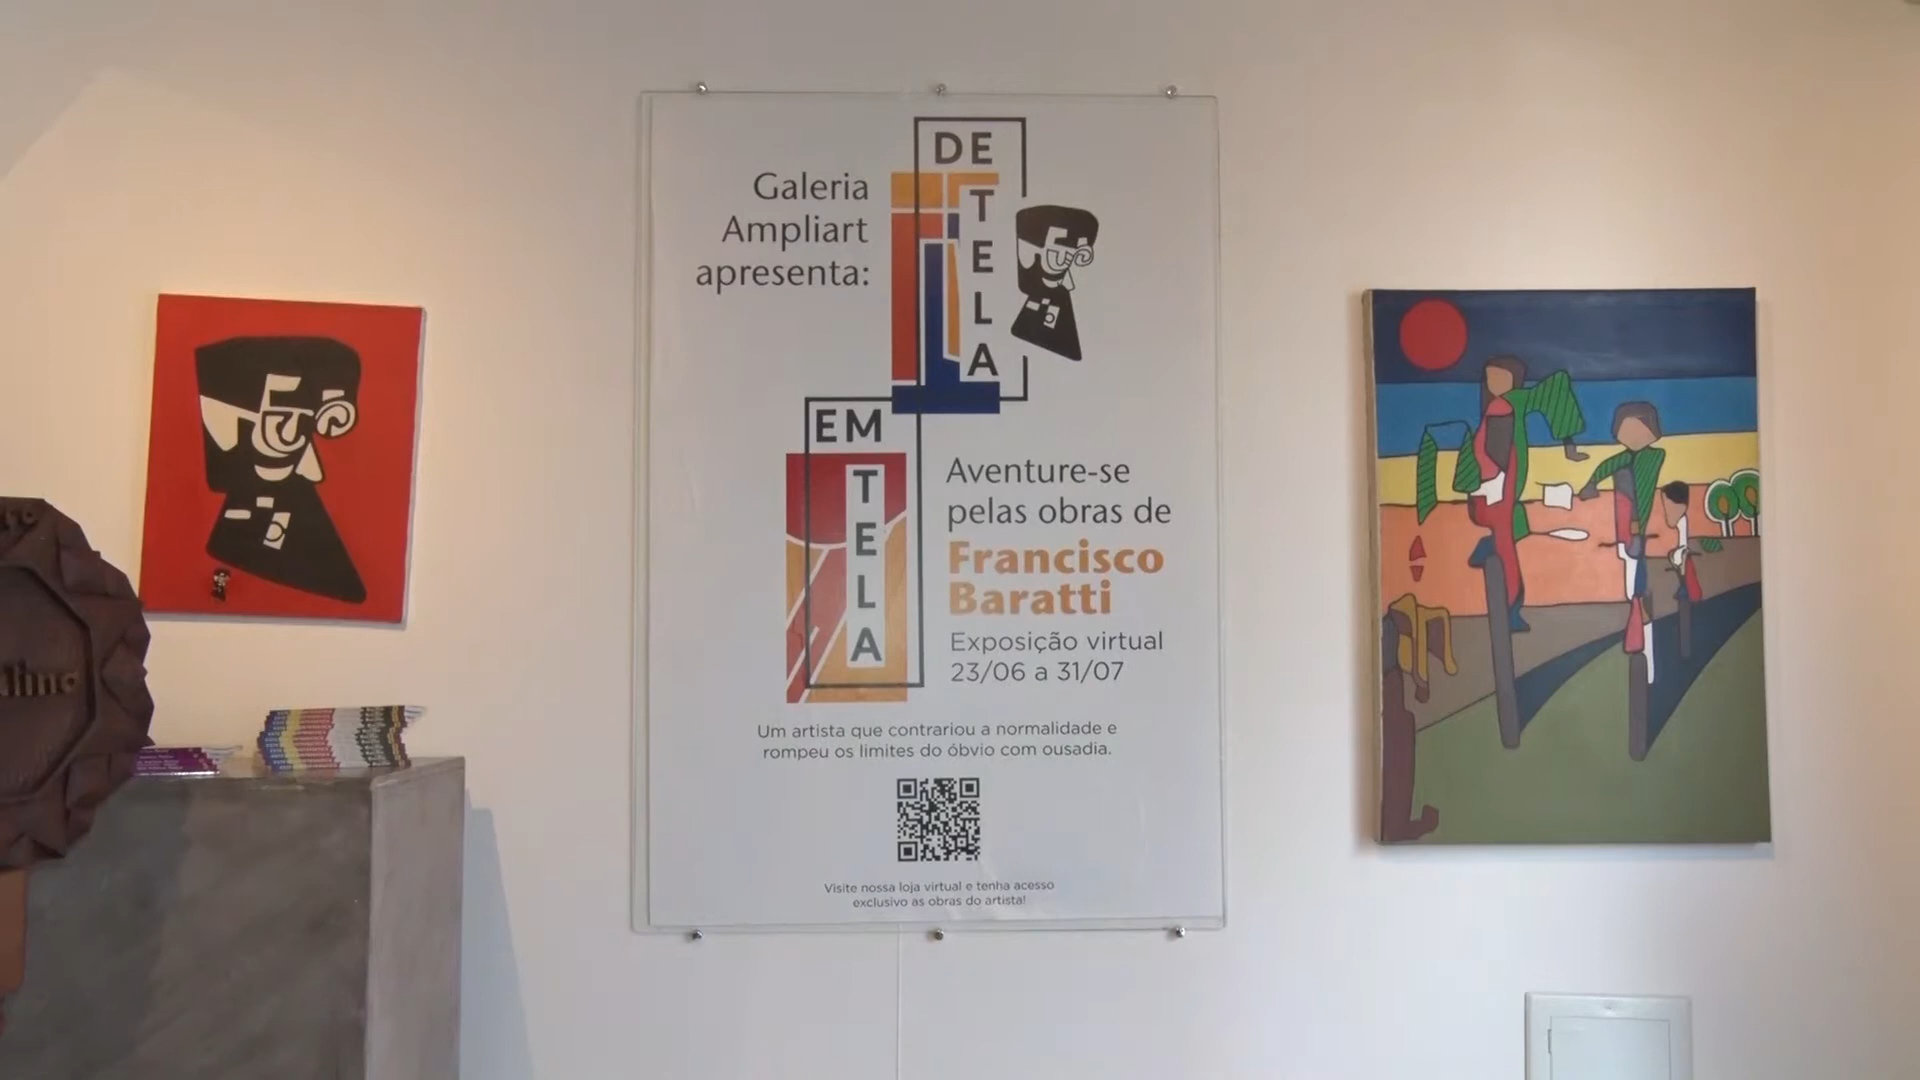 Galeria
Ampliart
apresenta:
DE
TELA
EM
TELA
Aventure-se
pelas obras de
Francisco
Baratti
Exposição virtual
23/06 a 31/07
Um artista que contrariou a normalidade e
rompeu os limites do óbvio com ousadia.
Visite nossa loja virtual e tenha acesso
exclusivo as obras do artista!